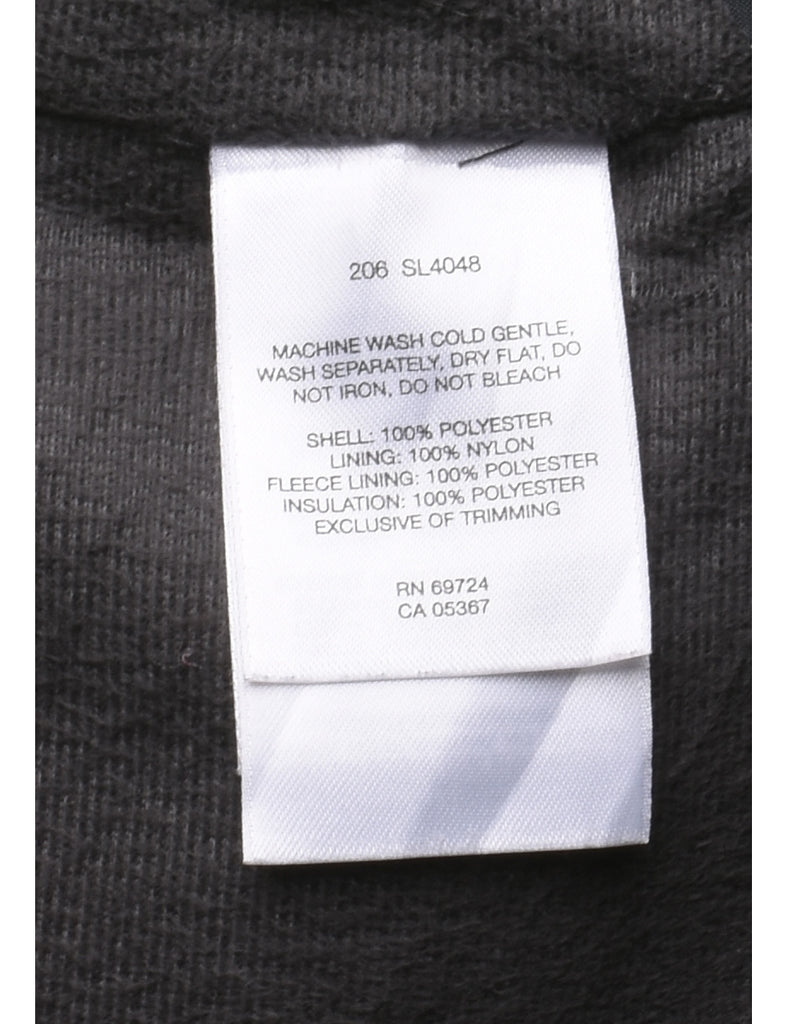 206 SL4048
MACHINE WASH COLD GENTLE,
WASH SEPARATELY, DRY FLAT, DO
NOT IRON, DO NOT BLEACH
SHELL: 100% POLYESTER
LINING: 100% NYLON
FLEECE LINING: 100% POLYESTER
INSULATION: 100% POLYESTER
EXCLUSIVE OF TRIMMING
RN 69724
CA 05367